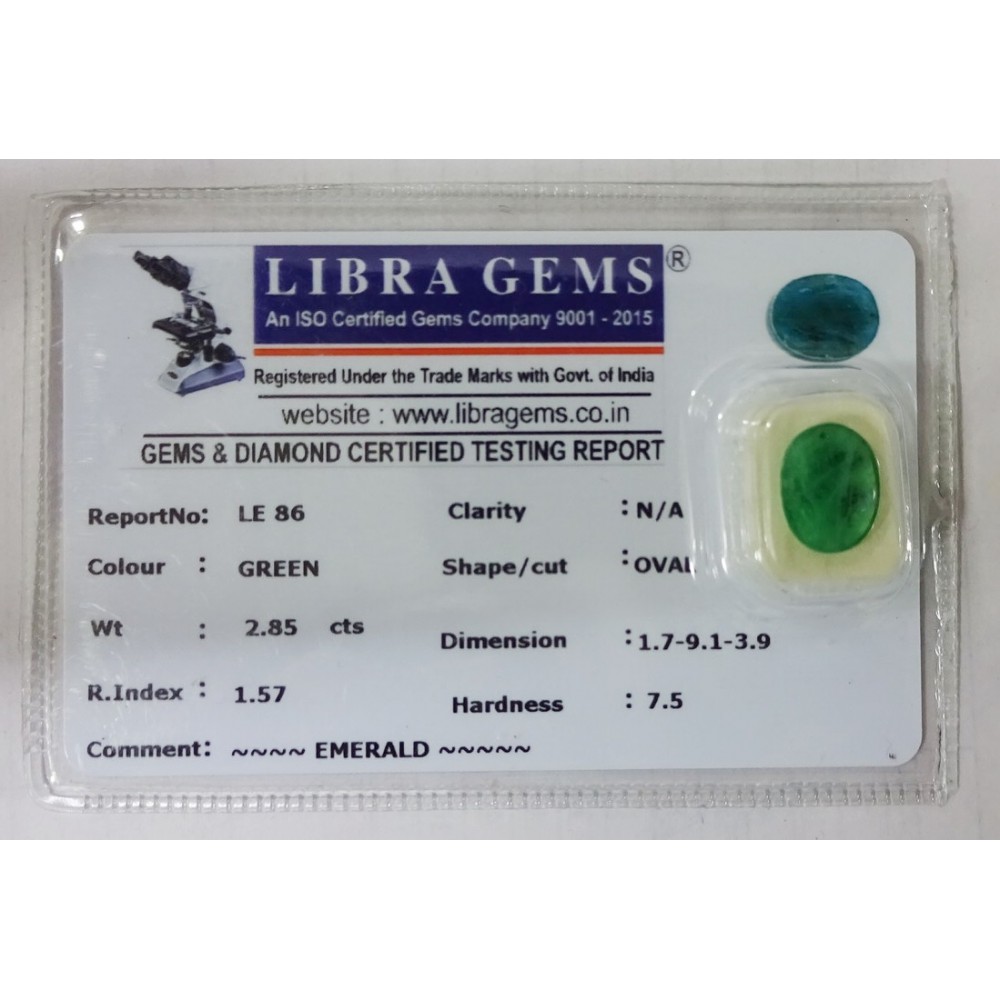 LIBRA GEMS ®
An ISO Certified Gems Company 9001 - 2015
Registered Under the Trade Marks with Govt. of India
website : www.libragems.co.in
GEMS & DIAMOND CERTIFIED TESTING REPORT
ReportNo: LE 86 Clarity : N/A
Colour : GREEN Shape/cut : OVAL
Wt : 2.85 cts Dimension : 1.7-9.1-3.9
R.Index : 1.57 Hardness : 7.5
Comment: ~~~~ EMERALD ~~~~~